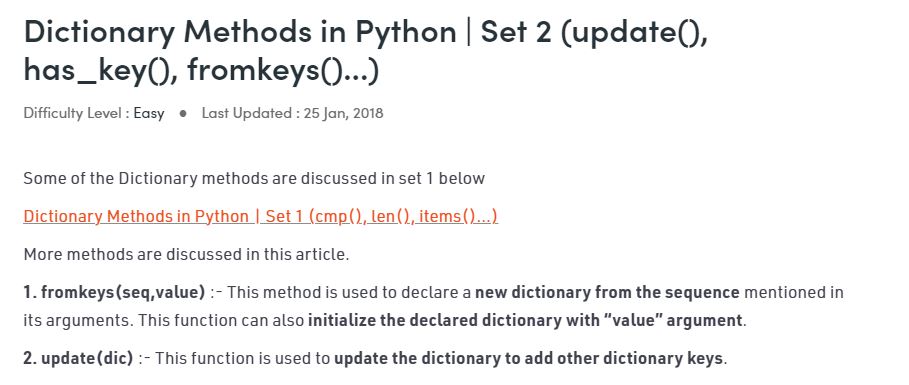 Dictionary Methods in Python | Set 2 (update(),
has_key(), fromkeys()...)
Difficulty Level : Easy ● Last Updated : 25 Jan, 2018
Some of the Dictionary methods are discussed in set 1 below
Dictionary Methods in Python | Set 1 (cmp(), len(), items()…)
More methods are discussed in this article.
1. fromkeys(seq,value) :- This method is used to declare a new dictionary from the sequence mentioned in
its arguments. This function can also initialize the declared dictionary with “value” argument.
2. update(dic) :- This function is used to update the dictionary to add other dictionary keys.